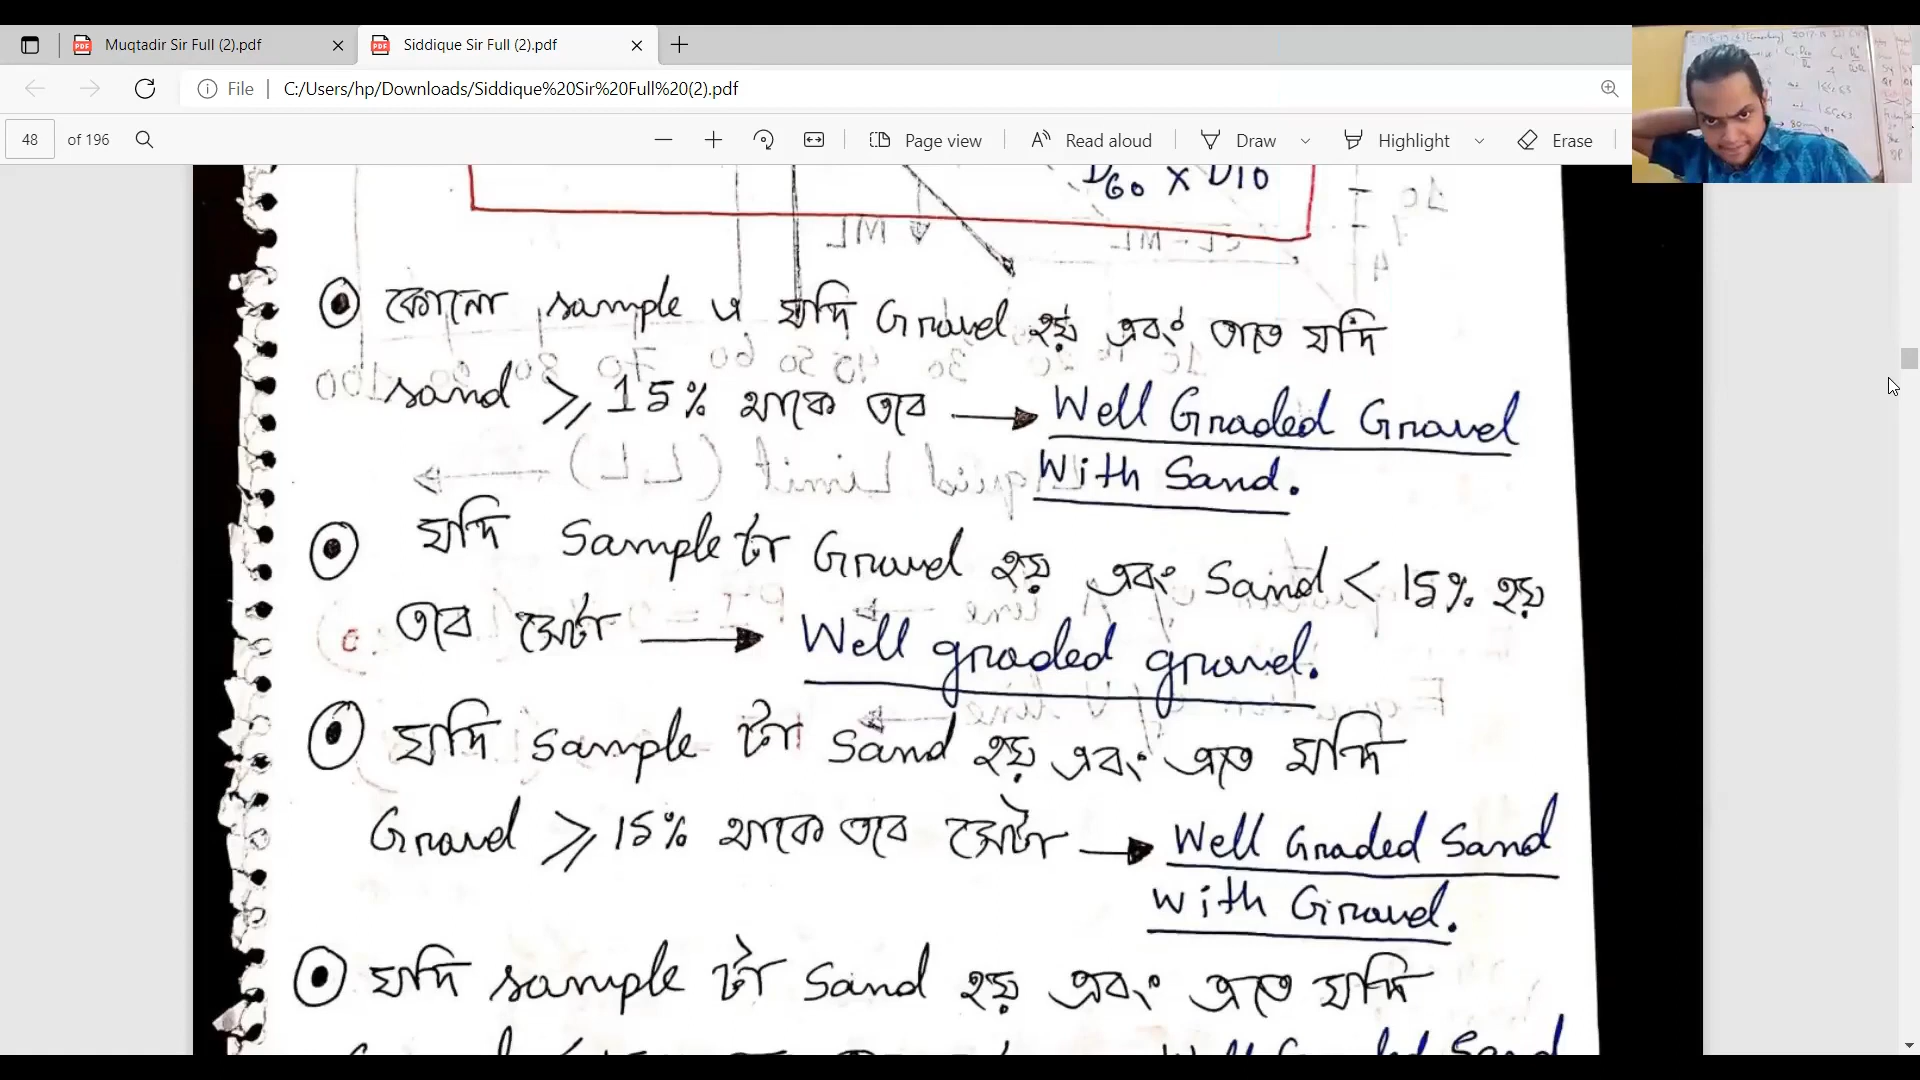 Muqtadir Sir Full (2).pdf
Siddique Sir Full (2).pdf
File | C:/Users/hp/Downloads/Siddique%20Sir%20Full%20(2).pdf
48 of 196
Page view
Read aloud
Draw
Highlight
Erase
D60 X D10
কোনো sample এ যদি Gravel হয় এবং তাতে যদি
sand ≥ 15% থাকে তবে → Well Graded Gravel
With Sand.
যদি Sample টা Gravel হয় এবং Sand < 15% হয়
তবে সেটা → Well graded gravel.
যদি sample টা Sand হয় এবং এতে যদি
Gravel ≥ 15% থাকে তবে সেটা → Well Graded Sand
With Gravel.
যদি sample টা Sand হয় এবং এতে যদি